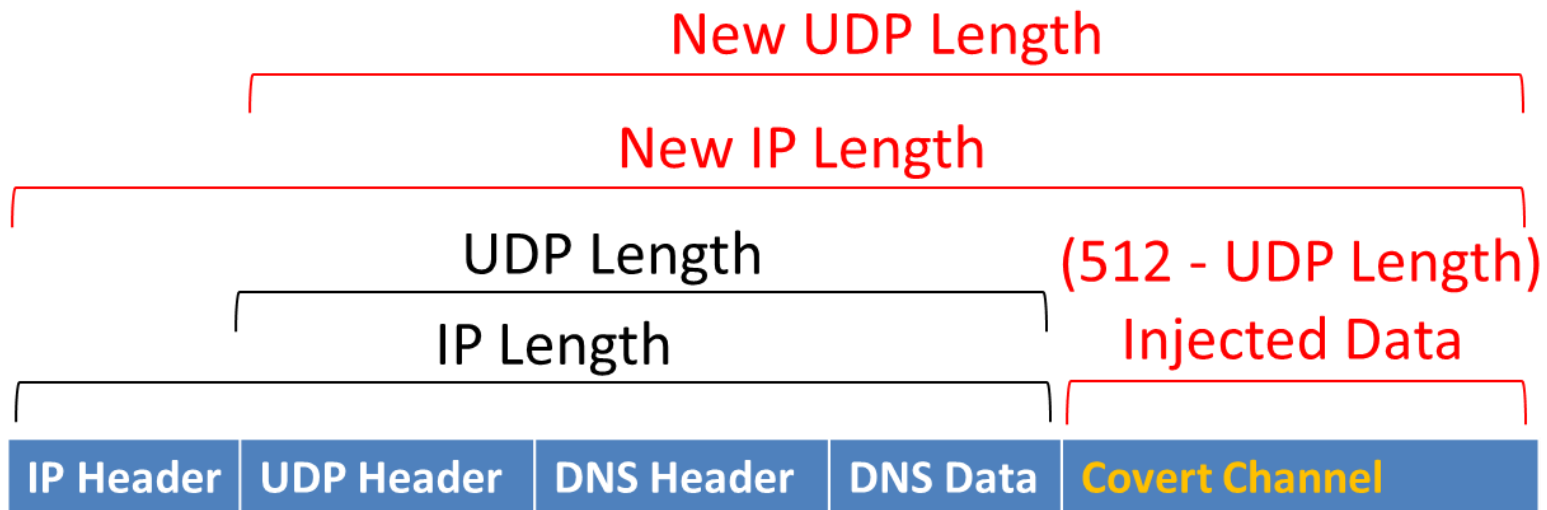 New UDP Length
New IP Length
UDP Length
(512 - UDP Length)
IP Length
Injected Data
IP Header UDP Header DNS Header DNS Data Covert Channel